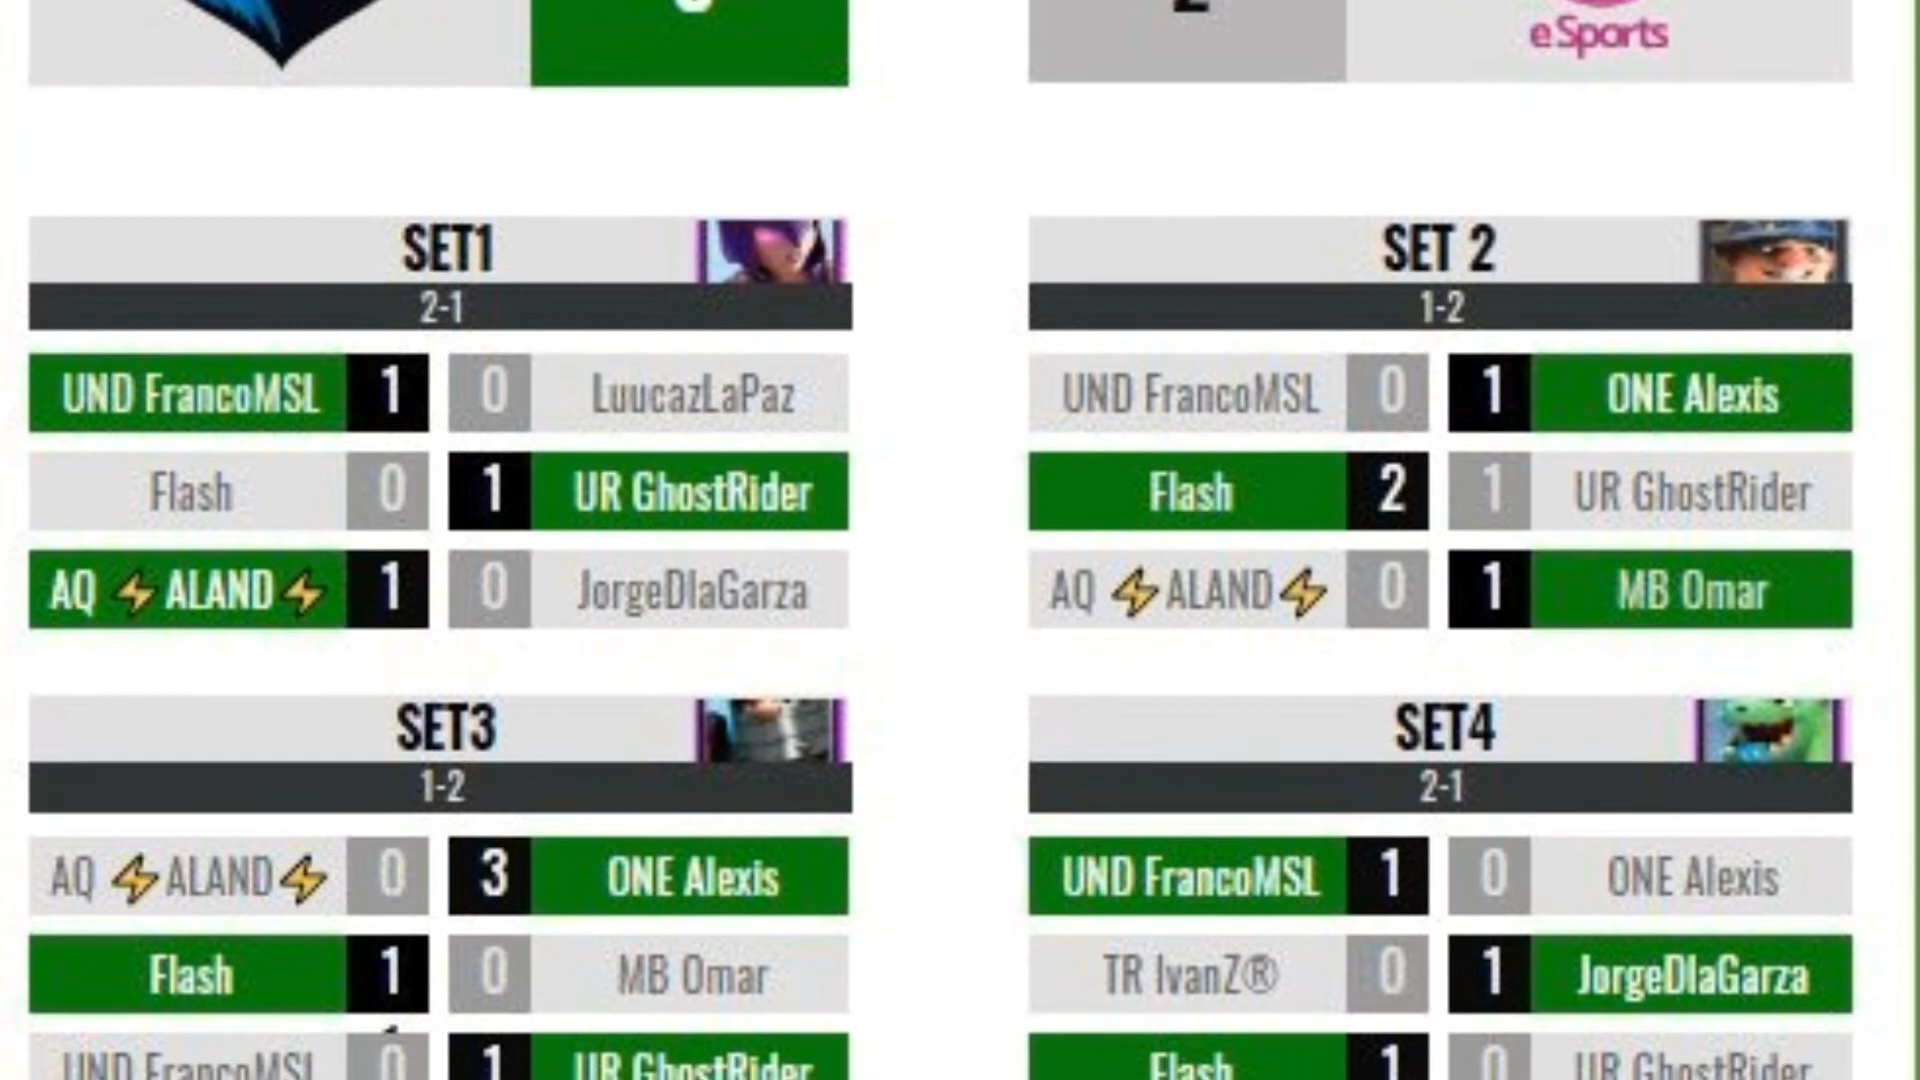 eSports
SET1
2-1
UND FrancoMSL 1 0 LuucazLaPaz
Flash 0 1 UR GhostRider
AQ ⚡ALAND⚡ 1 0 JorgeDlaGarza
SET 2
1-2
UND FrancoMSL 0 1 ONE Alexis
Flash 2 1 UR GhostRider
AQ ⚡ALAND⚡ 0 1 MB Omar
SET3
1-2
AQ ⚡ALAND⚡ 0 3 ONE Alexis
Flash 1 0 MB Omar
UND FrancoMSL 0 1 UR GhostRider
SET4
2-1
UND FrancoMSL 1 0 ONE Alexis
TR IvanZ® 0 1 JorgeDlaGarza
Flash 1 0 UR GhostRider